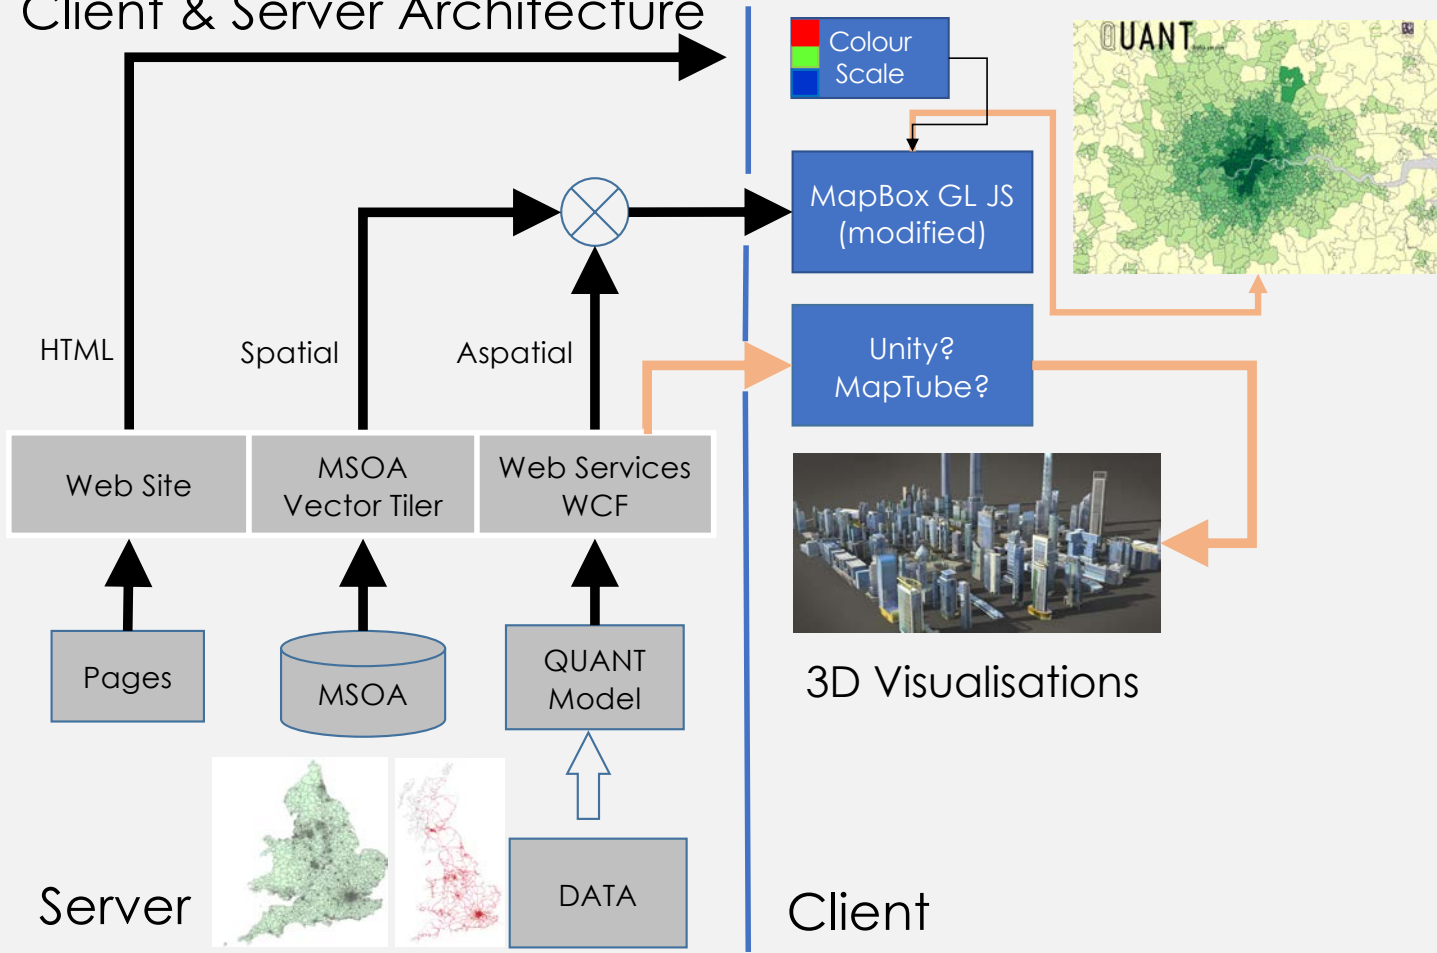 Client & Server Architecture
Colour
Scale
QUANT
MapBox GL JS
(modified)
HTML
Spatial
Aspatial
Unity?
MapTube?
Web Site
MSOA
Vector Tiler
Web Services
WCF
Pages
MSOA
QUANT
Model
3D Visualisations
DATA
Server
Client